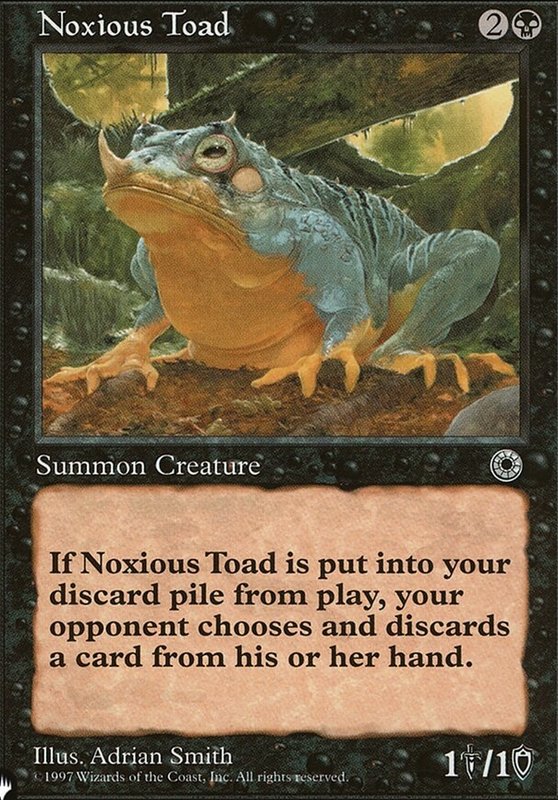 Noxious Toad 2
Summon Creature
If Noxious Toad is put into your
discard pile from play, your
opponent chooses and discards
a card from his or her hand.
Illus. Adrian Smith
©1997 Wizards of the Coast, Inc. All rights reserved.
1/1